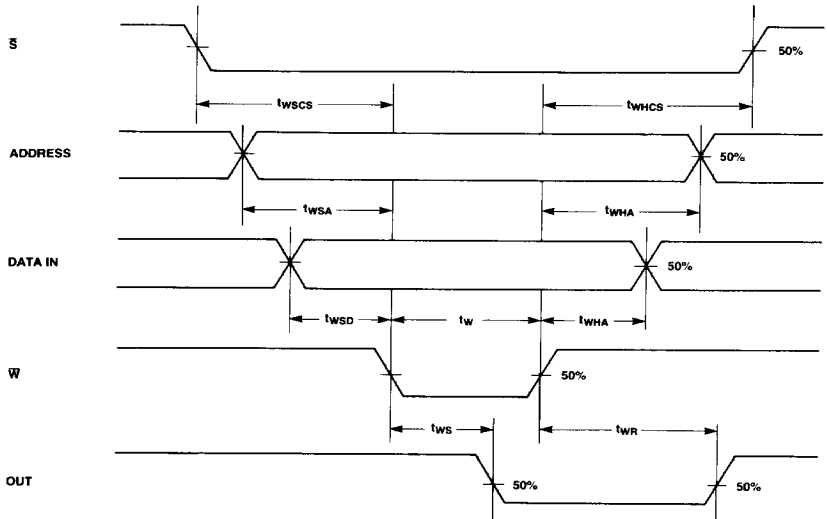 S̅
50%
tWSCS
tWHCS
ADDRESS
50%
tWSA
tWHA
DATA IN
50%
tWSD
tW
tWHA
W̅
50%
tWS
tWR
OUT
50%
50%